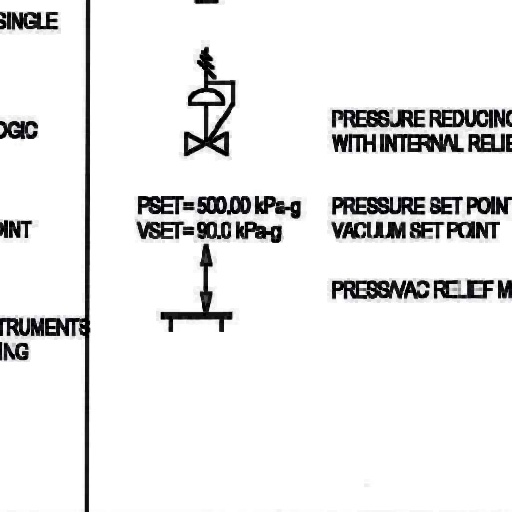 SINGLE
OGIC
OINT
TRUMENTS
ING
PRESSURE REDUCING
WITH INTERNAL RELIE
PSET= 500.00 kPa-g PRESSURE SET POINT
VSET= 90.0 kPa-g VACUUM SET POINT
PRESS/VAC RELIEF M